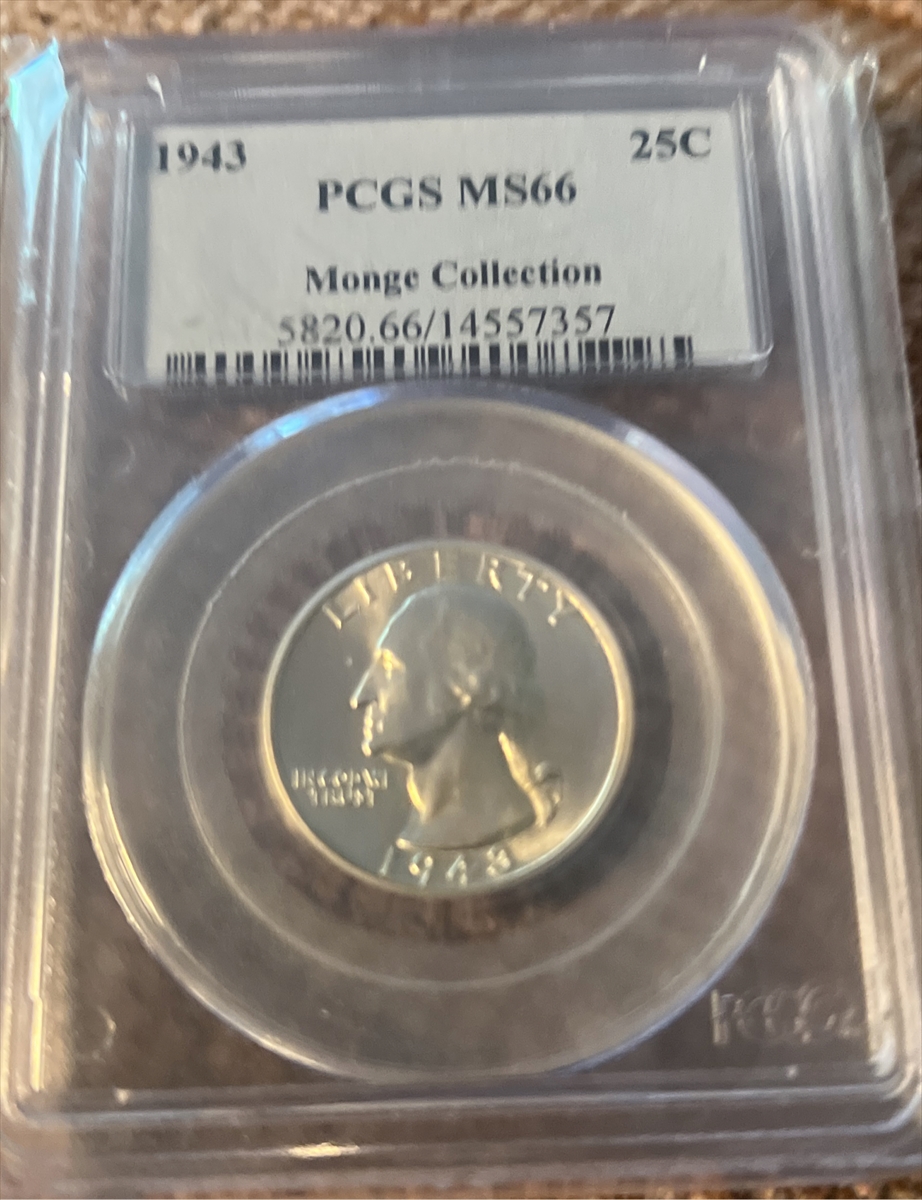 1943 25C
PCGS MS66
Monge Collection
5820.66/14557357
LIBERTY
IN GOD WE
TRUST
1943
PCGS